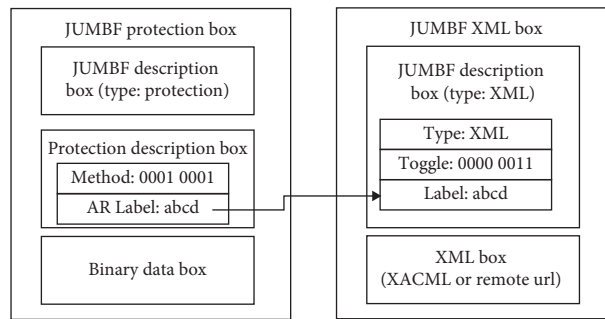 JUMBF protection box
JUMBF description
box (type: protection)
Protection description box
Method: 0001 0001
AR Label: abcd
Binary data box
JUMBF XML box
JUMBF description
box (type: XML)
Type: XML
Toggle: 0000 0011
Label: abcd
XML box
(XACML or remote url)